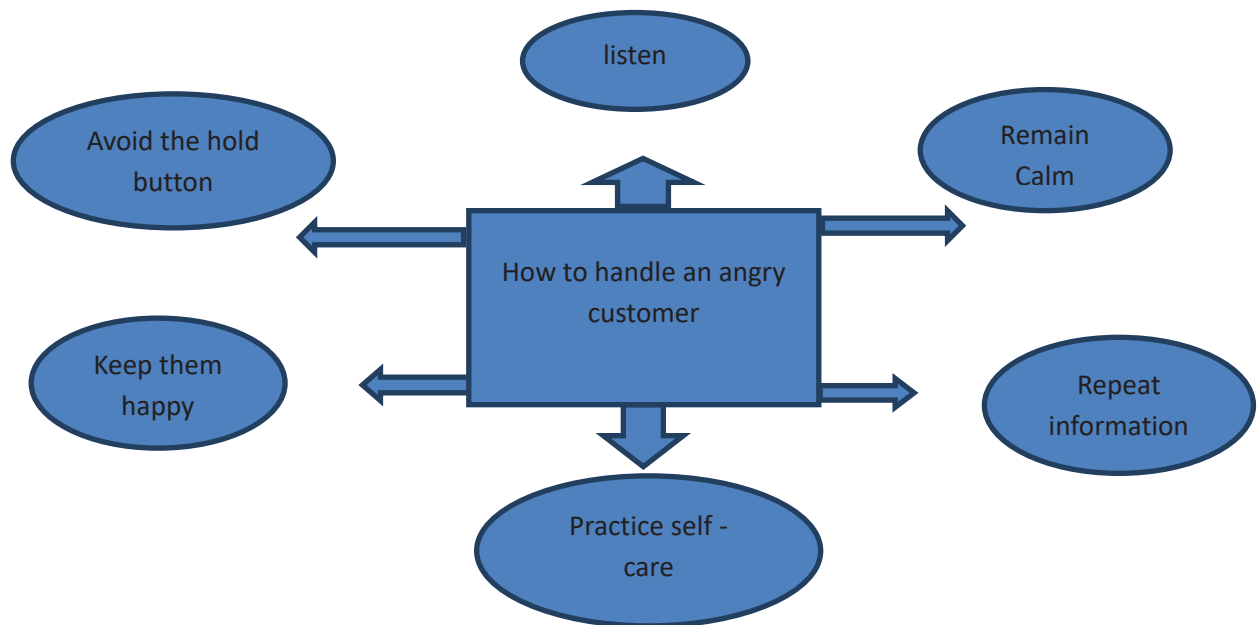 listen
Avoid the hold
button
Remain
Calm
How to handle an angry
customer
Keep them
happy
Repeat
information
Practice self -
care